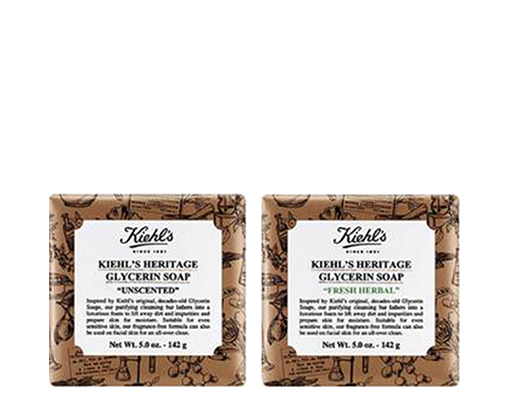 Kiehl's
SINCE 1851
KIEHL'S HERITAGE
GLYCERIN SOAP
"UNSCENTED"
Inspired by Kiehl's original, decades-old Glycerin
Soaps, our purifying cleansing bar lathers into a
luxurious foam to lift away dirt and impurities and
prepare skin for moisture. Suitable for even
sensitive skin, our fragrance-free formula can also
be used on facial skin for an all-over clean.
Net Wt. 5.0 oz. - 142 g
Kiehl's
SINCE 1851
KIEHL'S HERITAGE
GLYCERIN SOAP
"FRESH HERBAL"
Inspired by Kiehl's original, decades-old Glycerin
Soaps, our purifying cleansing bar lathers into a
luxurious foam to lift away dirt and impurities and
prepare skin for moisture. Suitable for even
sensitive skin, our fragrance-free formula can also
be used on facial skin for an all-over clean.
Net Wt. 5.0 oz. - 142 g